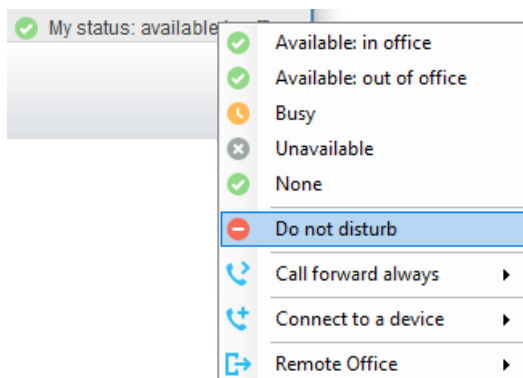 My status: available
Available: in office
Available: out of office
Busy
Unavailable
None
Do not disturb
Call forward always
Connect to a device
Remote Office